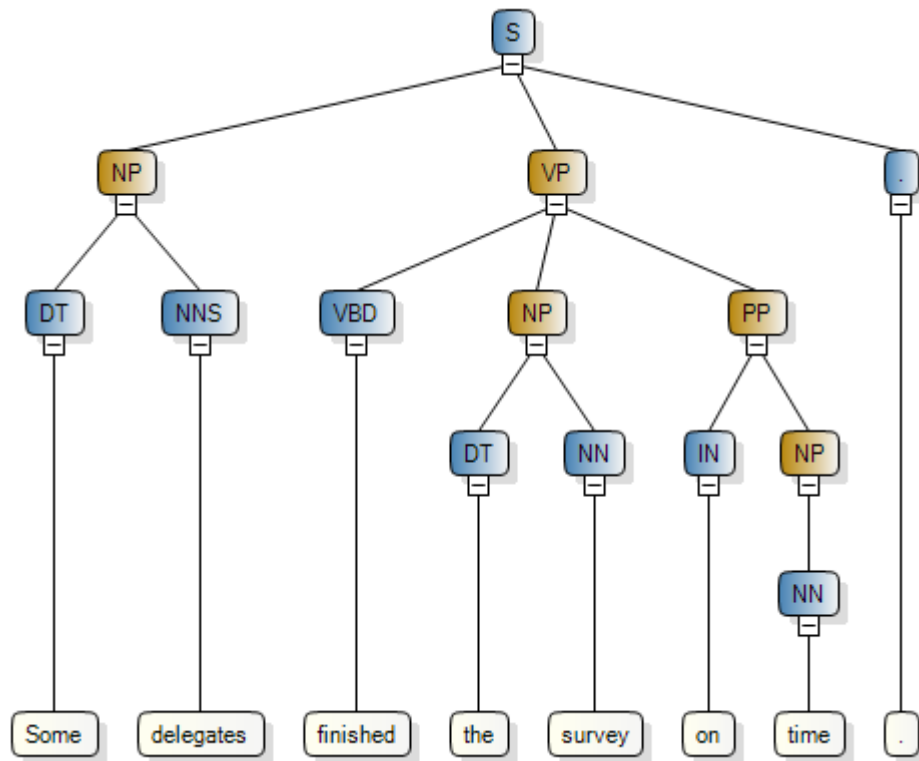 S
NP VP .
DT NNS VBD NP PP
DT NN IN NP
NN
Some delegates finished the survey on time .